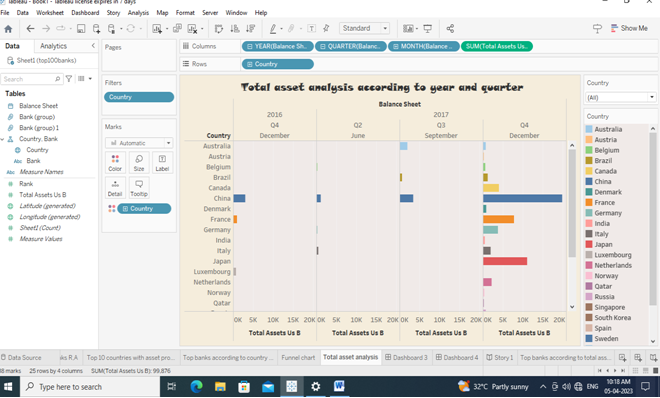 Tableau - Book1 - Tableau license expires in 7 days
File Data Worksheet Dashboard Story Analysis Map Format Server Window Help
Standard
Show Me
Data
Analytics
Sheet1 (top100banks)
Search
Tables
Balance Sheet
Bank (group)
Bank (group) 1
Country, Bank
Country
Abc Bank
Abc Measure Names
Rank
Total Assets Us B
Latitude (generated)
Longitude (generated)
Sheet1 (Count)
Measure Values
Pages
Filters
Country
Marks
Automatic
Color
Size
Label
Detail
Tooltip
Country
Columns
YEAR(Balance Sh..
QUARTER(Balanc..
MONTH(Balance ..
SUM(Total Assets Us..
Rows
Country
Total asset analysis according to year and quarter
Balance Sheet
2016
2017
Q4
Q2
Q3
Q4
Country
December
June
September
December
Australia
Austria
Belgium
Brazil
Canada
China
Denmark
France
Germany
India
Italy
Japan
Luxembourg
Netherlands
Norway
Qatar
0K 5K 10K 15K 20K
0K 5K 10K 15K 20K
0K 5K 10K 15K 20K
0K 5K 10K 15K 20K
Total Assets Us B
Total Assets Us B
Total Assets Us B
Total Assets Us B
Country
(All)
Country
Australia
Austria
Belgium
Brazil
Canada
China
Denmark
France
Germany
India
Italy
Japan
Luxembourg
Netherlands
Norway
Qatar
Russia
Singapore
South Korea
Spain
Sweden
Data Source
ks R.A
Top 10 countries with asset pro...
Top banks according to country ...
Funnel chart
Total asset analysis
Dashboard 3
Dashboard 4
Story 1
Top banks according to total ass...
38 marks 25 rows by 4 columns SUM(Total Assets Us B): 99,876
Type here to search
32°C Partly sunny
ENG
10:18 AM
05-04-2023